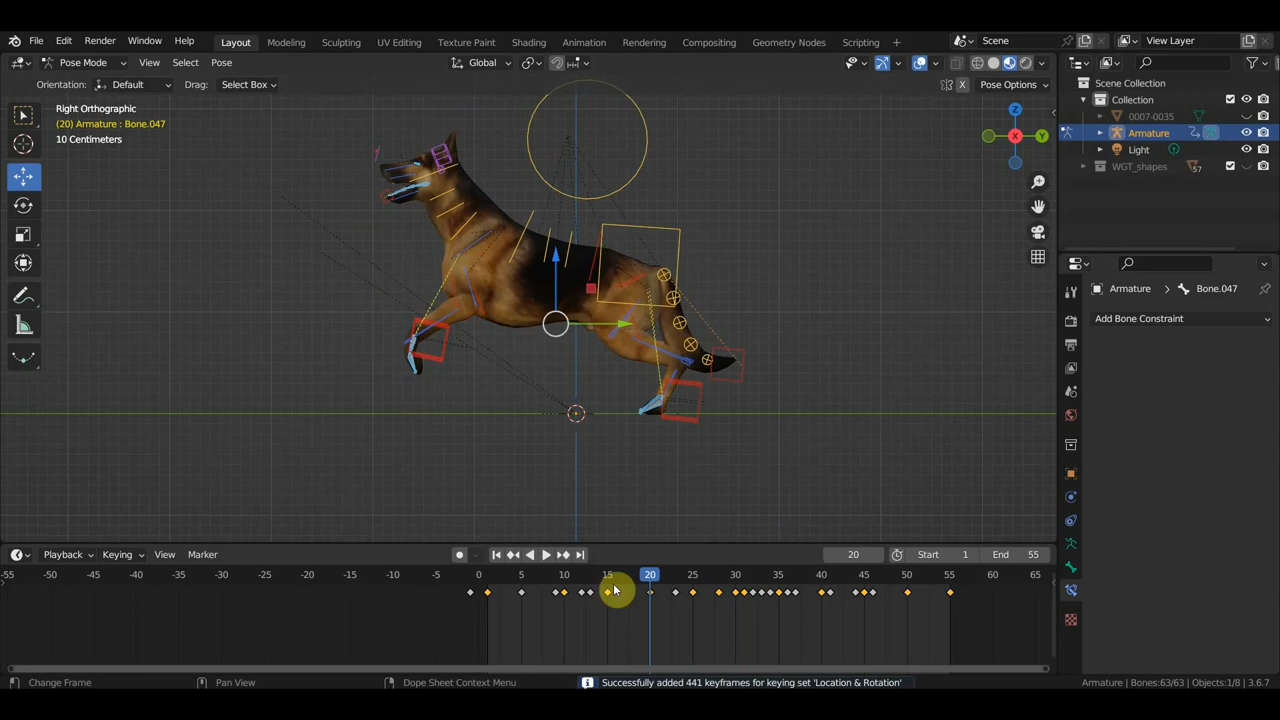 File Edit Render Window Help Layout Modeling Sculpting UV Editing Texture Paint Shading Animation Rendering Compositing Geometry Nodes Scripting + Scene View Layer
Pose Mode View Select Pose Global Pose Options
Orientation: Default Drag: Select Box X
Right Orthographic
(20) Armature : Bone.047
10 Centimeters
Z
X
Y
Scene Collection
Collection
0007-0035
Armature
Light
WGT_shapes 57
Armature > Bone.047
Add Bone Constraint
Playback Keying View Marker 20 Start 1 End 55
-55 -50 -45 -40 -35 -30 -25 -20 -15 -10 -5 0 5 10 15 20 25 30 35 40 45 50 55 60 65
Change Frame Pan View Dope Sheet Context Menu Successfully added 441 keyframes for keying set 'Location & Rotation' Armature | Bones:63/63 | Objects:1/8 | 3.6.7